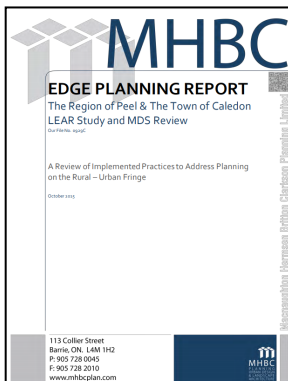 MHBC
EDGE PLANNING REPORT
The Region of Peel & The Town of Caledon
LEAR Study and MDS Review
A Review of Implemented Practices to Address Planning
on the Rural – Urban Fringe
113 Collier Street
Barrie, ON. L4M 1H2
P: 905 728 0045
F: 905 728 2010
www.mhbcplan.com
MHBC
PLANNING
MacNaughton Hermsen Britton Clarkson Planning Limited